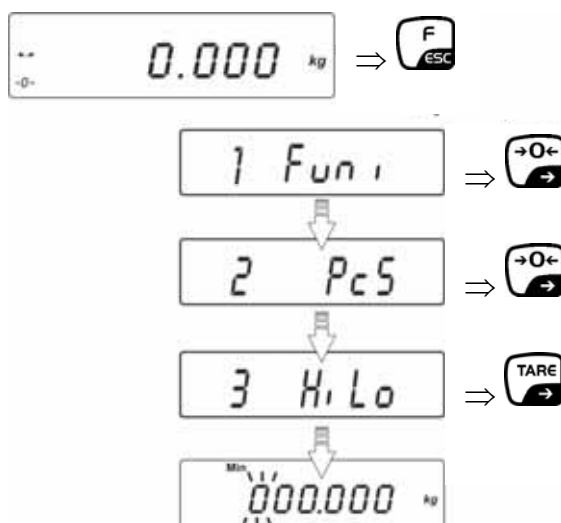 0.000 kg ⇒ F
-0- ESC
1 Funi ⇒ →0←
2 PcS ⇒ →0←
3 HiLo ⇒ TARE
Min
000.000 kg